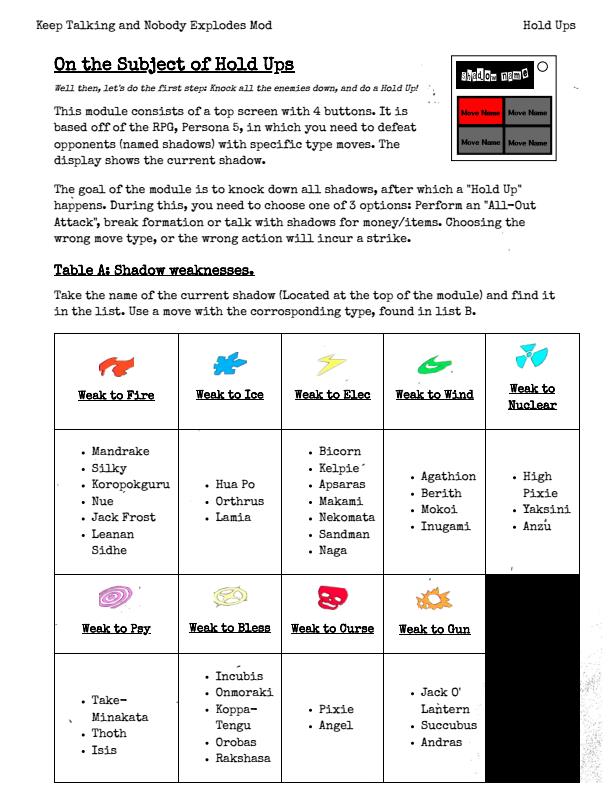 Keep Talking and Nobody Explodes Mod
Hold Ups
On the Subject of Hold Ups
Well then, let's do the first step: Knock all the enemies down, and do a Hold Up!
shadow name
Move Name
Move Name
Move Name
Move Name
This module consists of a top screen with 4 buttons. It is
based off of the RPG, Persona 5, in which you need to defeat
opponents (named shadows) with specific type moves. The
display shows the current shadow.
The goal of the module is to knock down all shadows, after which a "Hold Up"
happens. During this, you need to choose one of 3 options: Perform an "All-Out
Attack", break formation or talk with shadows for money/items. Choosing the
wrong move type, or the wrong action will incur a strike.
Table A: Shadow weaknesses.
Take the name of the current shadow (Located at the top of the module) and find it
in the list. Use a move with the corrosponding type, found in list B.
Weak to Fire
Weak to Ice
Weak to Elec
Weak to Wind
Weak to
Nuclear
• Mandrake
• Silky
• Koropokguru
• Nue
• Jack Frost
• Leanan
Sidhe
• Hua Po
• Orthrus
• Lamia
• Bicorn
• Kelpie
• Apsaras
• Makami
• Nekomata
• Sandman
• Naga
• Agathion
• Berith
• Mokoi
• Inugami
• High
Pixie
• Yaksini
• Anzu
Weak to Psy
Weak to Bless
Weak to Curse
Weak to Gun
• Take-
Minakata
• Thoth
• Isis
• Incubis
• Onmoraki
• Koppa-
Tengu
• Orobas
• Rakshasa
• Pixie
• Angel
• Jack O'
Lantern
• Succubus
• Andras